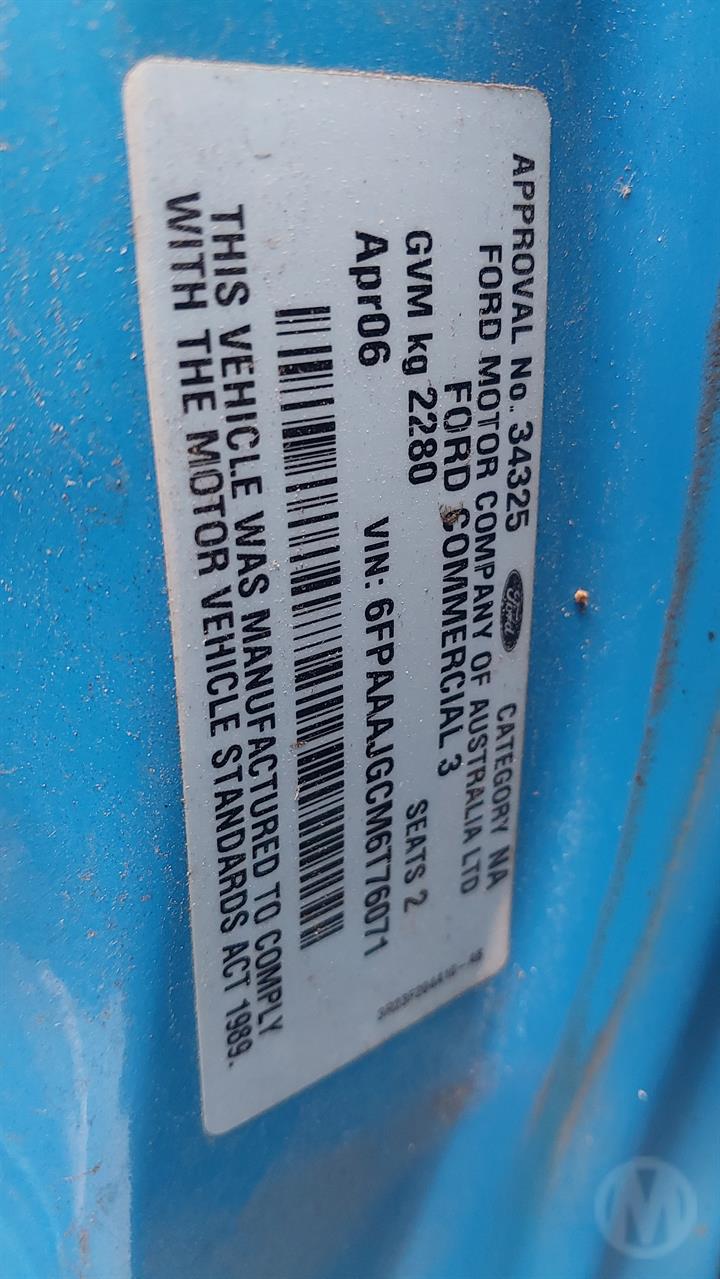 APPROVAL No. 34325 Ford CATEGORY NA
FORD MOTOR COMPANY OF AUSTRALIA LTD
FORD COMMERCIAL 3
GVM kg 2280 SEATS 2
Apr06 VIN: 6FPAAAJGCM6T76071
THIS VEHICLE WAS MANUFACTURED TO COMPLY
WITH THE MOTOR VEHICLE STANDARDS ACT 1989.
M